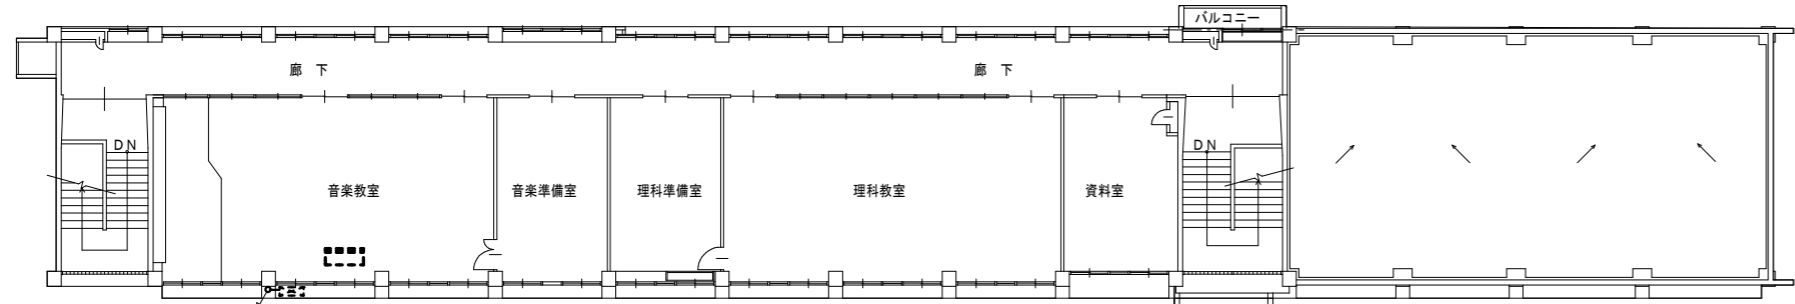 バルコニー
廊 下
廊 下
DN
DN
音楽教室
音楽準備室
理科準備室
理科教室
資料室